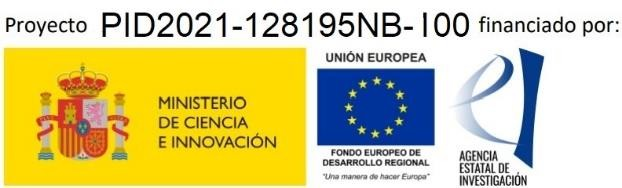 Proyecto PID2021-128195NB-I00 financiado por:
MINISTERIO
DE CIENCIA
E INNOVACIÓN
UNIÓN EUROPEA
FONDO EUROPEO DE
DESARROLLO REGIONAL
"Una manera de hacer Europa"
AGENCIA
ESTATAL DE
INVESTIGACIÓN